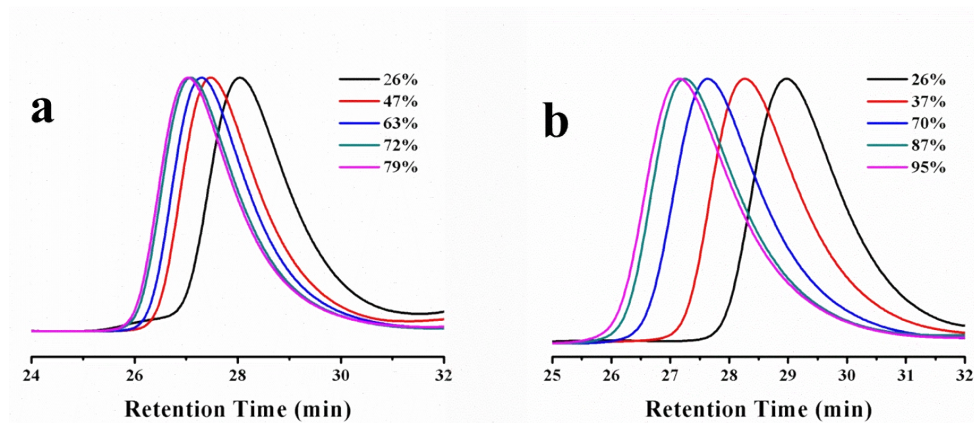 a
26%
47%
63%
72%
79%
24 26 28 30 32
Retention Time (min)
b
26%
37%
70%
87%
95%
25 26 27 28 29 30 31 32
Retention Time (min)